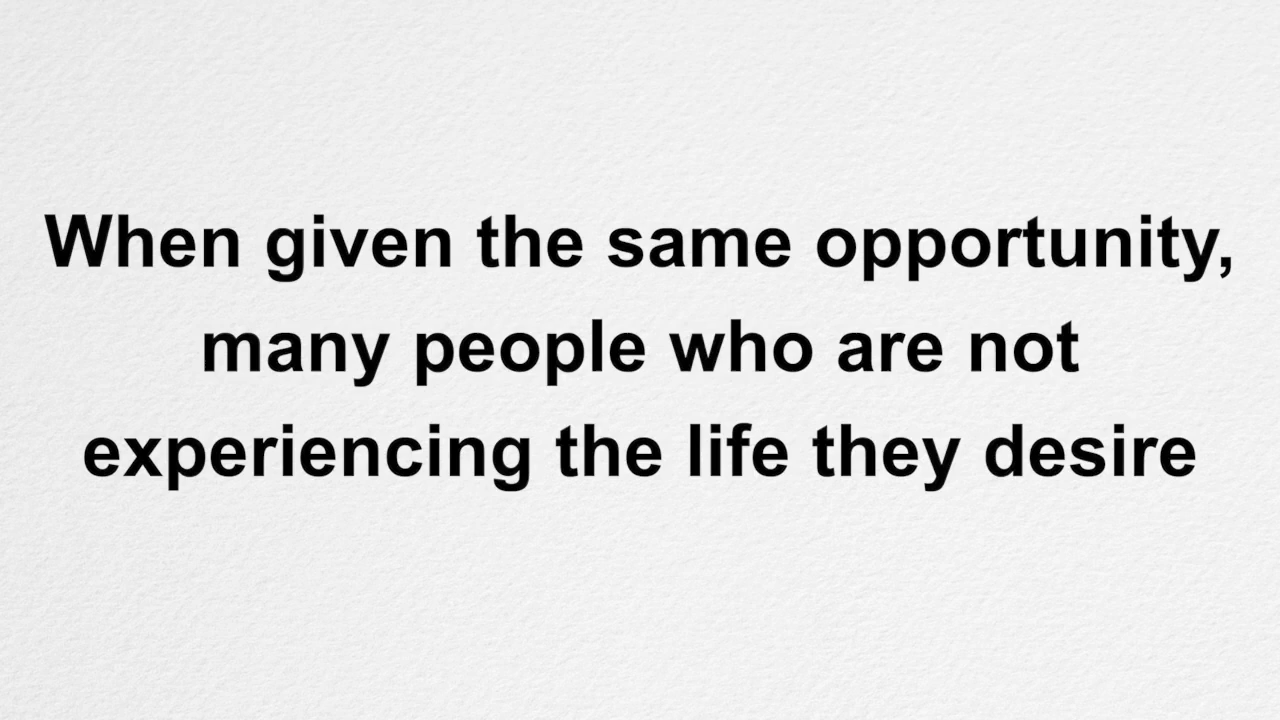 When given the same opportunity,
many people who are not
experiencing the life they desire